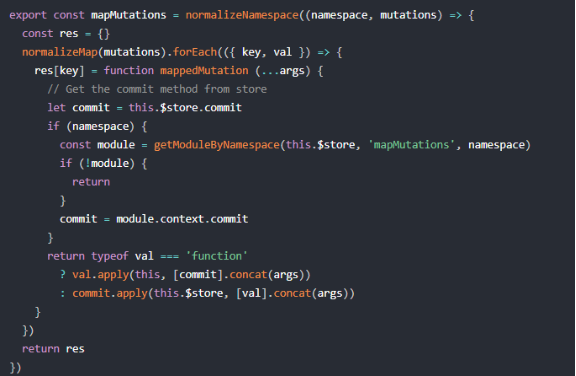 export const mapMutations = normalizeNamespace((namespace, mutations) => {
  const res = {}
  normalizeMap(mutations).forEach(({ key, val }) => {
    res[key] = function mappedMutation (...args) {
      // Get the commit method from store
      let commit = this.$store.commit
      if (namespace) {
        const module = getModuleByNamespace(this.$store, 'mapMutations', namespace)
        if (!module) {
          return
        }
        commit = module.context.commit
      }
      return typeof val === 'function'
        ? val.apply(this, [commit].concat(args))
        : commit.apply(this.$store, [val].concat(args))
    }
  })
  return res
})